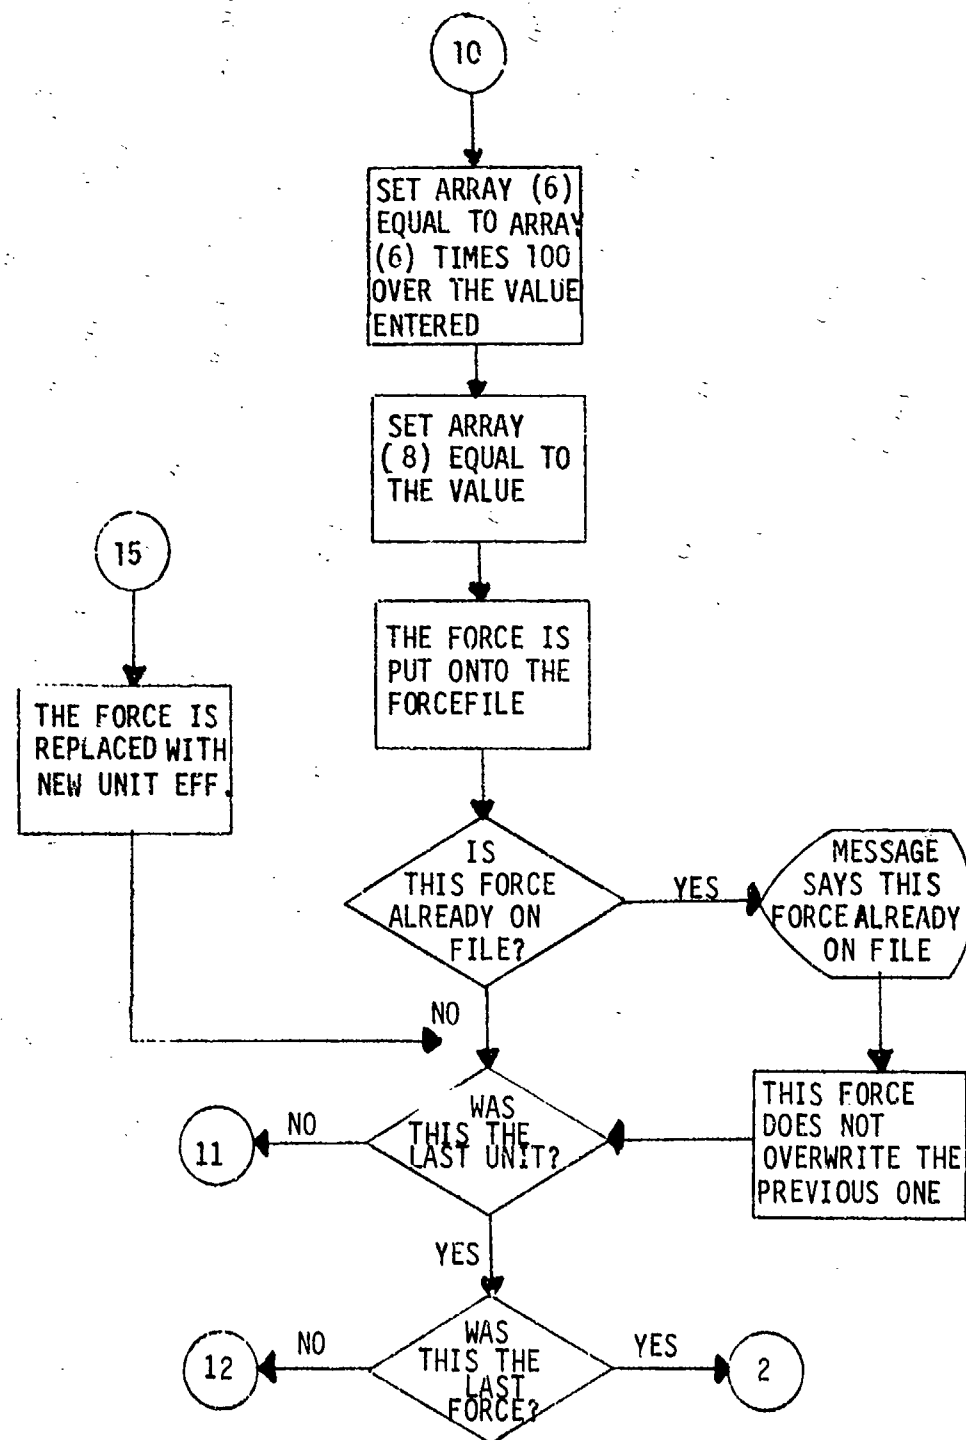 10
SET ARRAY (6)
EQUAL TO ARRAY
(6) TIMES 100
OVER THE VALUE
ENTERED
SET ARRAY
(8) EQUAL TO
THE VALUE
15
THE FORCE IS
PUT ONTO THE
FORCEFILE
THE FORCE IS
REPLACED WITH
NEW UNIT EFF.
IS
THIS FORCE
ALREADY ON
FILE?
YES
MESSAGE
SAYS THIS
FORCE ALREADY
ON FILE
NO
THIS FORCE
DOES NOT
OVERWRITE THE
PREVIOUS ONE
WAS
THIS THE
LAST UNIT?
NO
11
YES
WAS
THIS THE
LAST
FORCE?
NO
12
YES
2